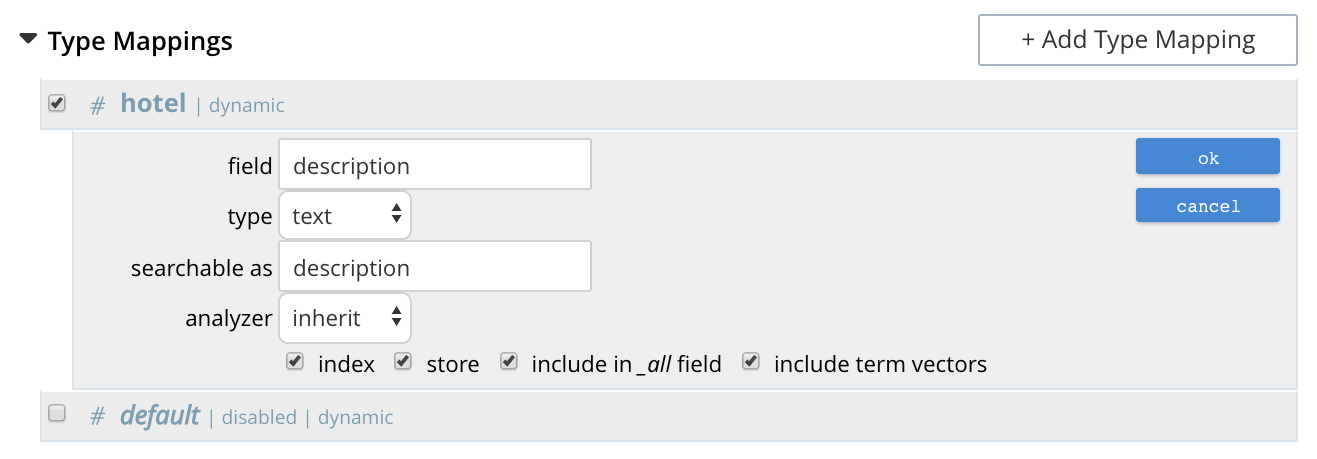 Type Mappings
+ Add Type Mapping
# hotel | dynamic
field description
ok
type text
cancel
searchable as description
analyzer inherit
index store include in _all field include term vectors
# default | disabled | dynamic